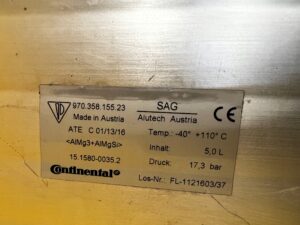 970.358.155.23
Made in Austria
ATE C 01/13/16
<AlMg3+AlMgSi>
15.1580-0035.2
Continental
SAG
Alutech Austria
CE
Temp.: -40° +110° C
Inhalt: 5,0 L
Druck: 17,3 bar
Los-Nr.: FL-1121603/37